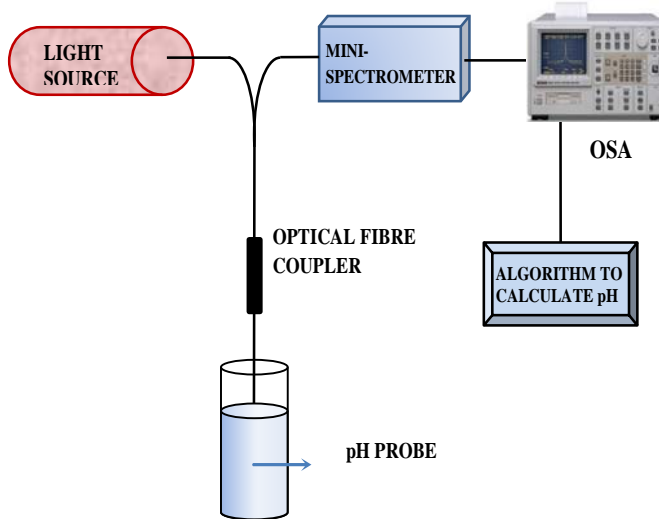 LIGHT
SOURCE
MINI-
SPECTROMETER
OSA
OPTICAL FIBRE
COUPLER
ALGORITHM TO
CALCULATE pH
pH PROBE